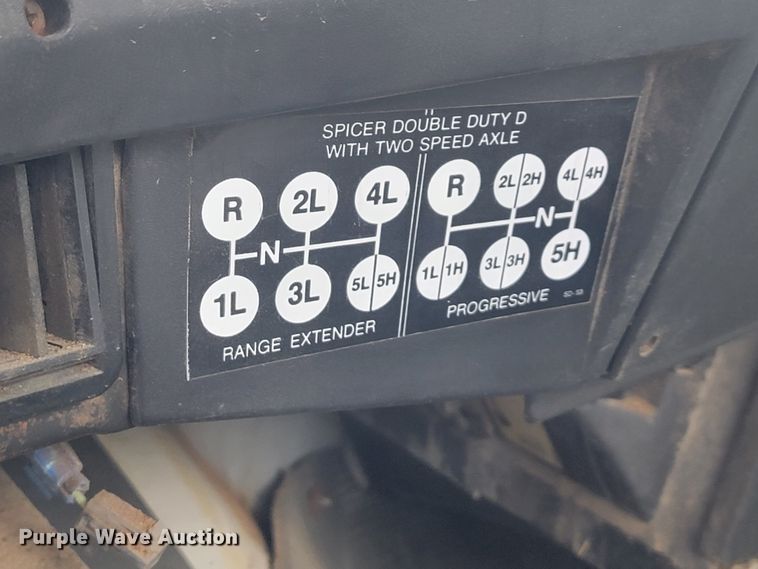 SPICER DOUBLE DUTY D
WITH TWO SPEED AXLE
R 2L 4L
N
1L 3L 5L 5H
RANGE EXTENDER
R 2L 2H 4L 4H
N
1L 1H 3L 3H 5H
PROGRESSIVE
Purple Wave Auction